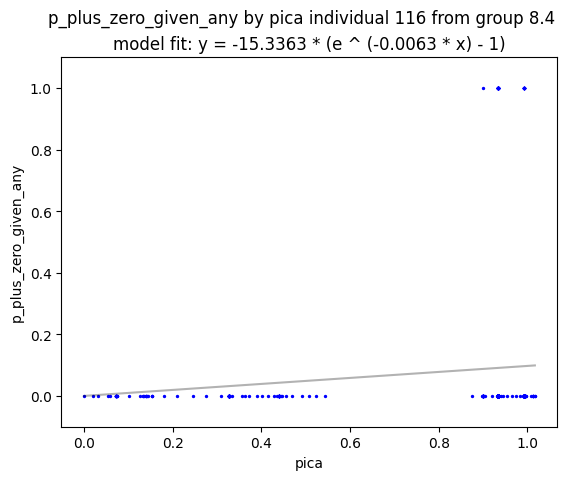 p_plus_zero_given_any by pica individual 116 from group 8.4
model fit: y = -15.3363 * (e ^ (-0.0063 * x) - 1)
1.0
0.8
0.6
0.4
0.2
0.0
p_plus_zero_given_any
0.0 0.2 0.4 0.6 0.8 1.0
pica